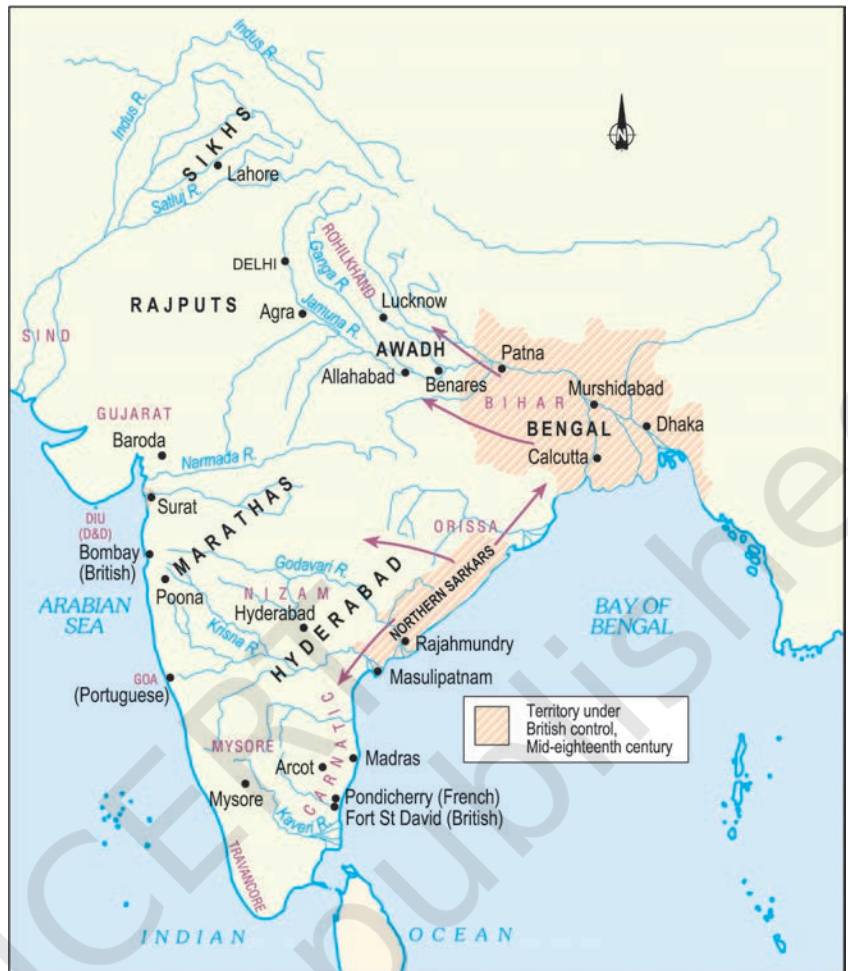 Indus R.
Indus R.
SIKHS
Lahore
Satluj R.
DELHI
ROHILKHAND
Ganga R.
RAJPUTS
Lucknow
Agra
Jamuna R.
SIND
AWADH
Patna
Allahabad
Benares
BIHAR
Murshidabad
GUJARAT
BENGAL
Dhaka
Baroda
Calcutta
Narmada R.
Surat
MARATHAS
DIU
(D&D)
ORISSA
Bombay
(British)
Godavari R.
NORTHERN SARKARS
Poona
NIZAM
ARABIAN
SEA
Hyderabad
HYDERABAD
BAY OF
BENGAL
Krisna R.
Rajahmundry
Masulipatnam
GOA
(Portuguese)
Territory under
British control,
Mid-eighteenth century
CARNATIC
MYSORE
Madras
Arcot
Mysore
Pondicherry (French)
Fort St David (British)
Kaveri R.
TRAVANCORE
INDIAN OCEAN
N